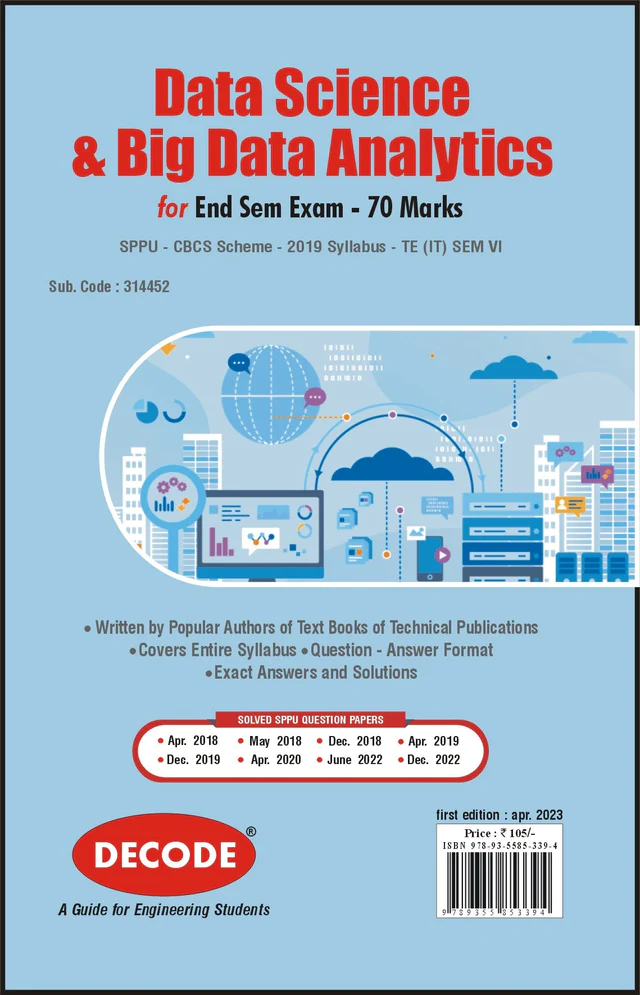 Data Science
& Big Data Analytics
for End Sem Exam - 70 Marks
SPPU - CBCS Scheme - 2019 Syllabus - TE (IT) SEM VI
Sub. Code : 314452
• Written by Popular Authors of Text Books of Technical Publications
• Covers Entire Syllabus • Question - Answer Format
• Exact Answers and Solutions
SOLVED SPPU QUESTION PAPERS
• Apr. 2018 • May 2018 • Dec. 2018 • Apr. 2019
• Dec. 2019 • Apr. 2020 • June 2022 • Dec. 2022
DECODE®
A Guide for Engineering Students
first edition : apr. 2023
Price : ₹ 105/-
ISBN 978-93-5585-339-4
9 789355 853394